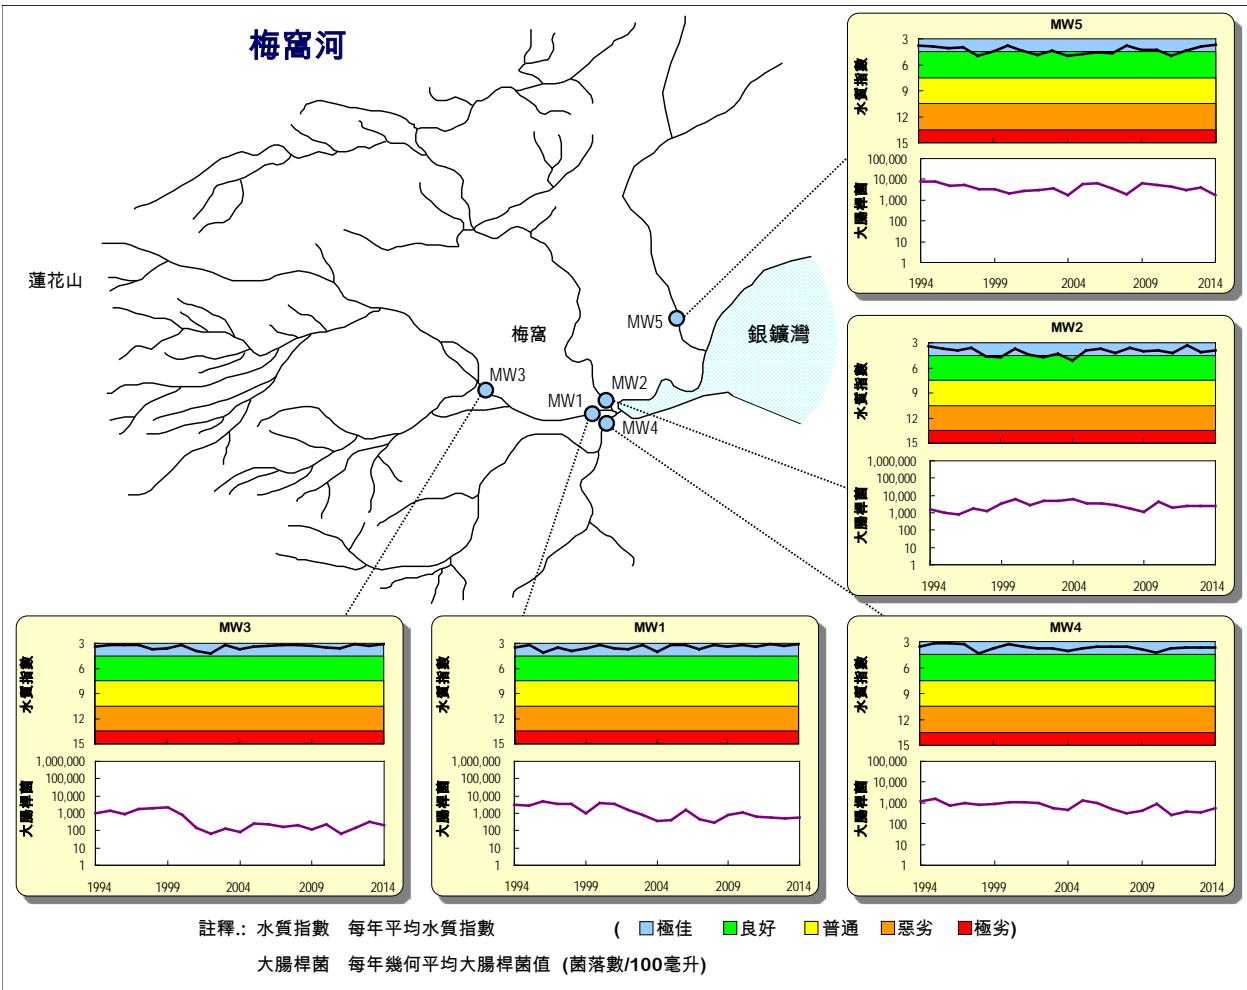 梅窩河
蓮花山
梅窩
銀鑛灣
MW5
MW3
MW2
MW1
MW4
MW5
水質指數
3
6
9
12
15
大腸桿菌
100,000
10,000
1,000
100
10
1
1994 1999 2004 2009 2014
MW2
水質指數
3
6
9
12
15
大腸桿菌
1,000,000
100,000
10,000
1,000
100
10
1
1994 1999 2004 2009 2014
MW3
水質指數
3
6
9
12
15
大腸桿菌
1,000,000
100,000
10,000
1,000
100
10
1
1994 1999 2004 2009 2014
MW1
水質指數
3
6
9
12
15
大腸桿菌
1,000,000
100,000
10,000
1,000
100
10
1
1994 1999 2004 2009 2014
MW4
水質指數
3
6
9
12
15
大腸桿菌
100,000
10,000
1,000
100
10
1
1994 1999 2004 2009 2014
註釋.: 水質指數 每年平均水質指數 ( 極佳 良好 普通 惡劣 極劣)
大腸桿菌 每年幾何平均大腸桿菌值 (菌落數/100毫升)